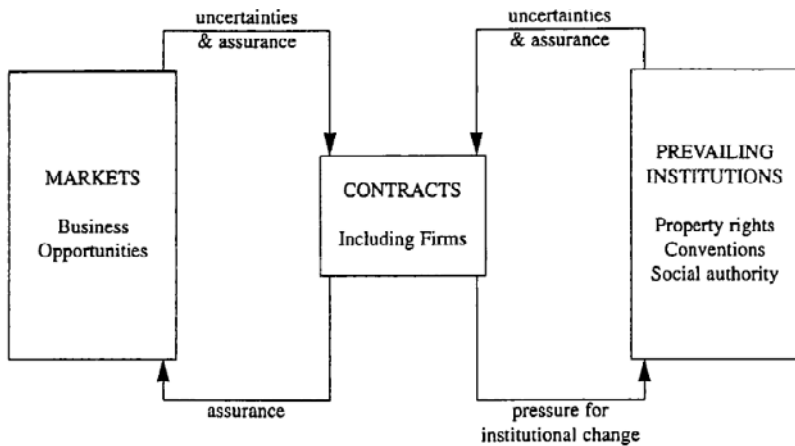 uncertainties
& assurance
uncertainties
& assurance
MARKETS
Business
Opportunities
CONTRACTS
Including Firms
PREVAILING
INSTITUTIONS
Property rights
Conventions
Social authority
assurance
pressure for
institutional change